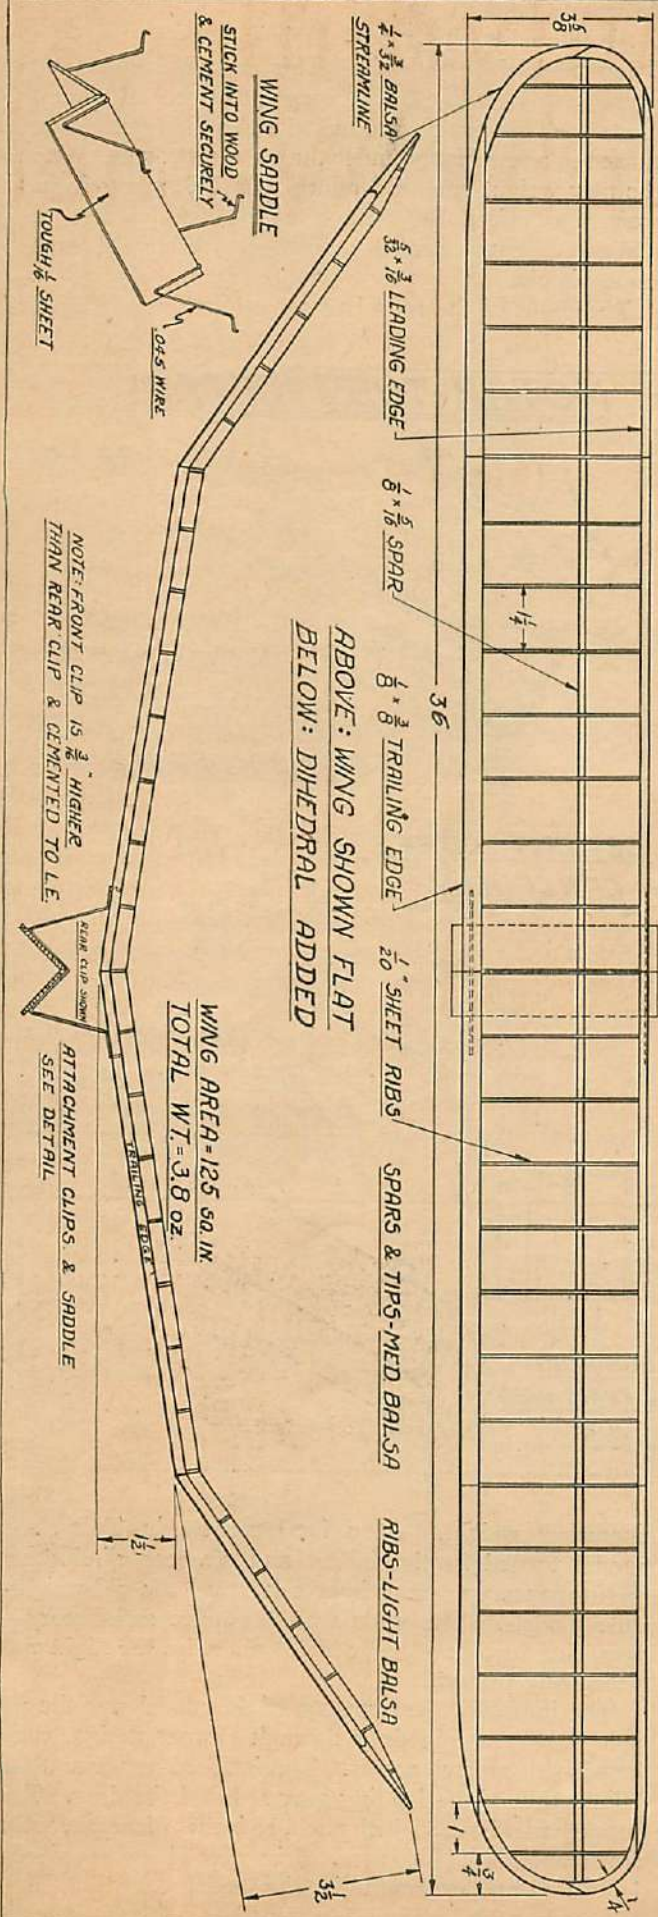 3 5/8
36
1/4 × 3/32 BALSA
STREAMLINE
5/32 × 3/16 LEADING EDGE
1/8 × 5/16 SPAR
1 1/4
1/8 × 3/8 TRAILING EDGE
1/20" SHEET RIBS
SPARS & TIPS-MED BALSA
RIBS-LIGHT BALSA
1
3/4
1/4
ABOVE: WING SHOWN FLAT
BELOW: DIHEDRAL ADDED
WING SADDLE
STICK INTO WOOD
& CEMENT SECURELY
.045 WIRE
TOUGH 1/16 SHEET
NOTE: FRONT CLIP IS 3/16" HIGHER
THAN REAR CLIP & CEMENTED TO L.E.
REAR CLIP SHOWN
ATTACHMENT CLIPS & SADDLE
SEE DETAIL
WING AREA=125 SQ. IN.
TOTAL WT.=3.8 OZ.
TRAILING EDGE
1 1/2
3 1/2